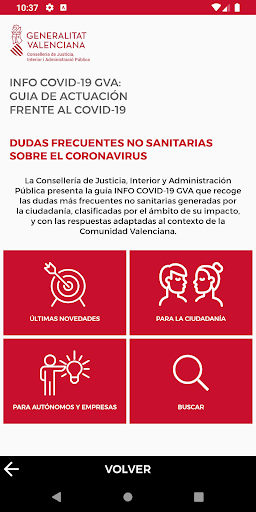 10:37
GENERALITAT
VALENCIANA
Conselleria de Justícia,
Interior i Administració Pública
INFO COVID-19 GVA:
GUIA DE ACTUACIÓN
FRENTE AL COVID-19
DUDAS FRECUENTES NO SANITARIAS
SOBRE EL CORONAVIRUS
La Consellería de Justicia, Interior y Administración
Pública presenta la guía INFO COVID-19 GVA que recoge
las dudas más frecuentes no sanitarias generadas por
la ciudadanía, clasificadas por el ámbito de su impacto,
y con las respuestas adaptadas al contexto de la
Comunidad Valenciana.
ÚLTIMAS NOVEDADES
PARA LA CIUDADANÍA
PARA AUTÓNOMOS Y EMPRESAS
BUSCAR
VOLVER